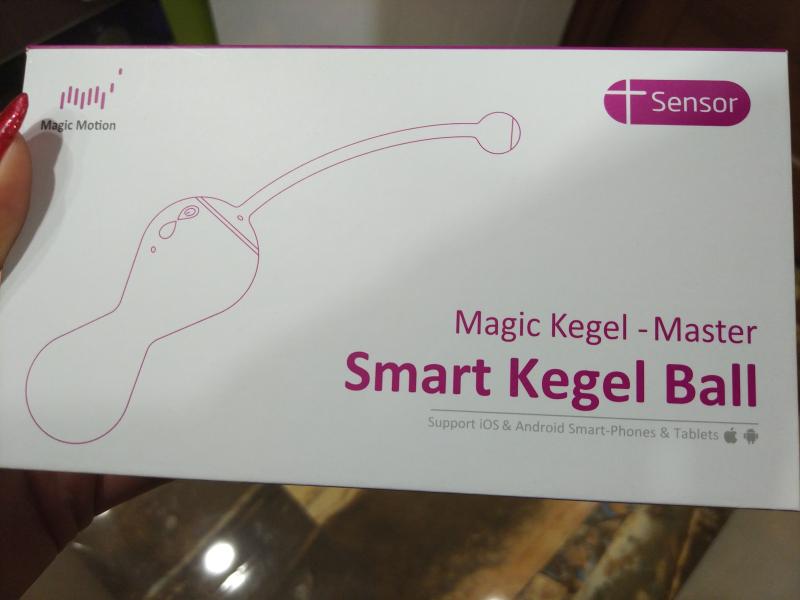 Magic Motion
Sensor
Magic Kegel - Master
Smart Kegel Ball
Support iOS & Android Smart-Phones & Tablets